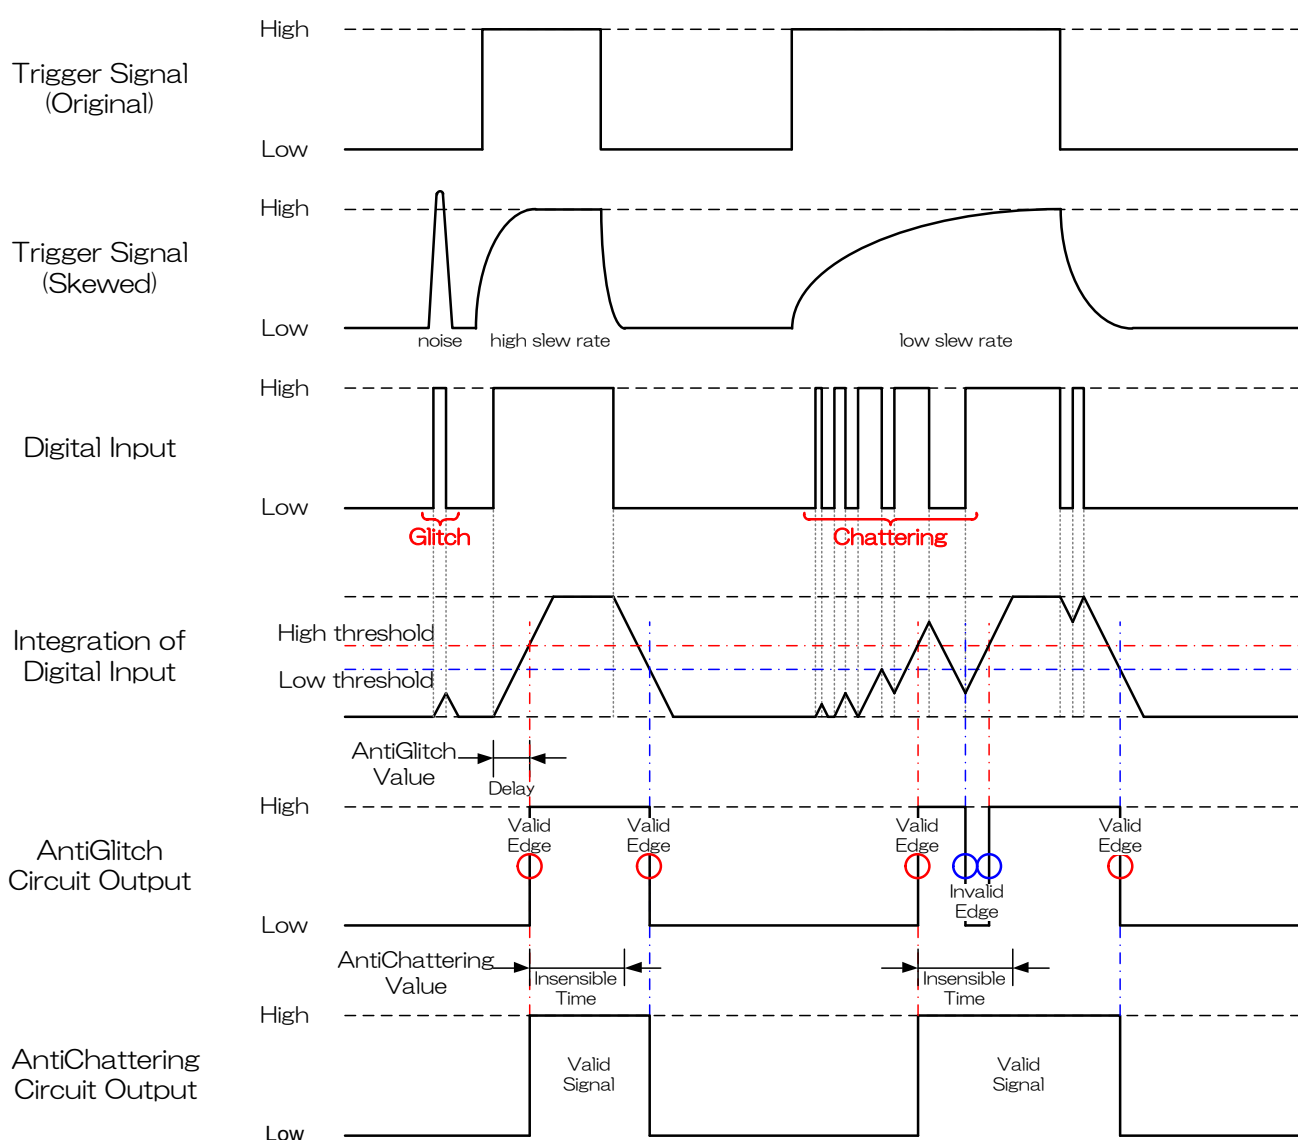 High
Trigger Signal
(Original)
Low
High
Trigger Signal
(Skewed)
Low
noise
high slew rate
low slew rate
High
Digital Input
Low
Glitch
Chattering
Integration of
Digital Input
High threshold
Low threshold
AntiGlitch
Value
Delay
High
Valid
Edge
Valid
Edge
Valid
Edge
Valid
Edge
AntiGlitch
Circuit Output
Invalid
Edge
Low
AntiChattering
Value
Insensible
Time
Insensible
Time
High
AntiChattering
Circuit Output
Valid
Signal
Valid
Signal
Low